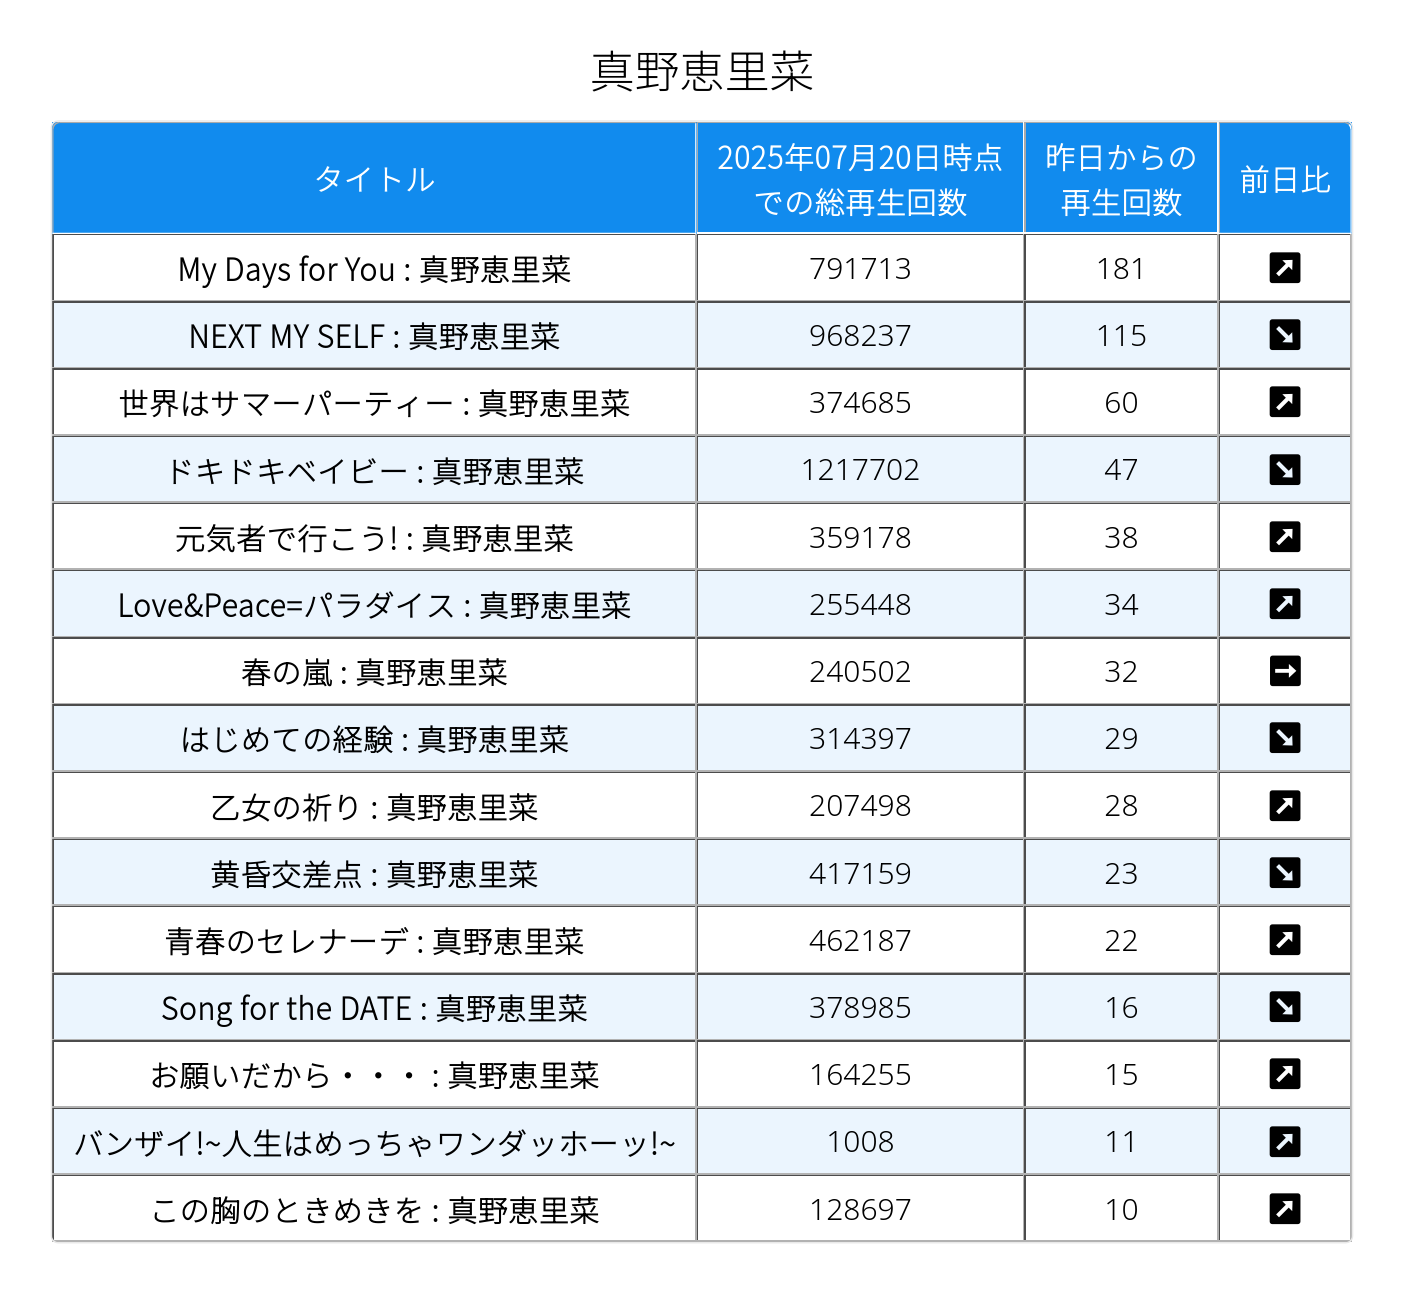 真野恵里菜
タイトル 2025年07月20日時点での総再生回数 昨日からの再生回数 前日比
My Days for You : 真野恵里菜 791713 181 ↗
NEXT MY SELF : 真野恵里菜 968237 115 ↘
世界はサマーパーティー : 真野恵里菜 374685 60 ↗
ドキドキベイビー : 真野恵里菜 1217702 47 ↘
元気者で行こう! : 真野恵里菜 359178 38 ↗
Love&Peace=パラダイス : 真野恵里菜 255448 34 ↗
春の嵐 : 真野恵里菜 240502 32 →
はじめての経験 : 真野恵里菜 314397 29 ↘
乙女の祈り : 真野恵里菜 207498 28 ↗
黄昏交差点 : 真野恵里菜 417159 23 ↘
青春のセレナーデ : 真野恵里菜 462187 22 ↗
Song for the DATE : 真野恵里菜 378985 16 ↘
お願いだから・・・ : 真野恵里菜 164255 15 ↗
バンザイ!~人生はめっちゃワンダッホーッ!~ 1008 11 ↗
この胸のときめきを : 真野恵里菜 128697 10 ↗